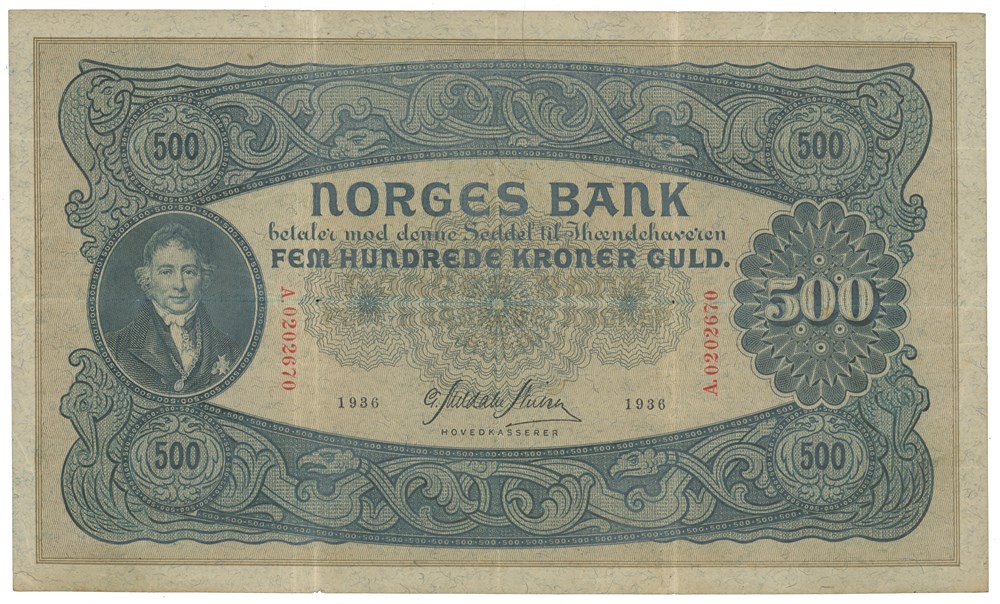 500 500
NORGES BANK
betaler mod denne Seddel til Ihændehaveren
FEM HUNDREDE KRONER GULD.
500
A.0202670
A.0202670
1936 1936
HOVEDKASSERER
500 500